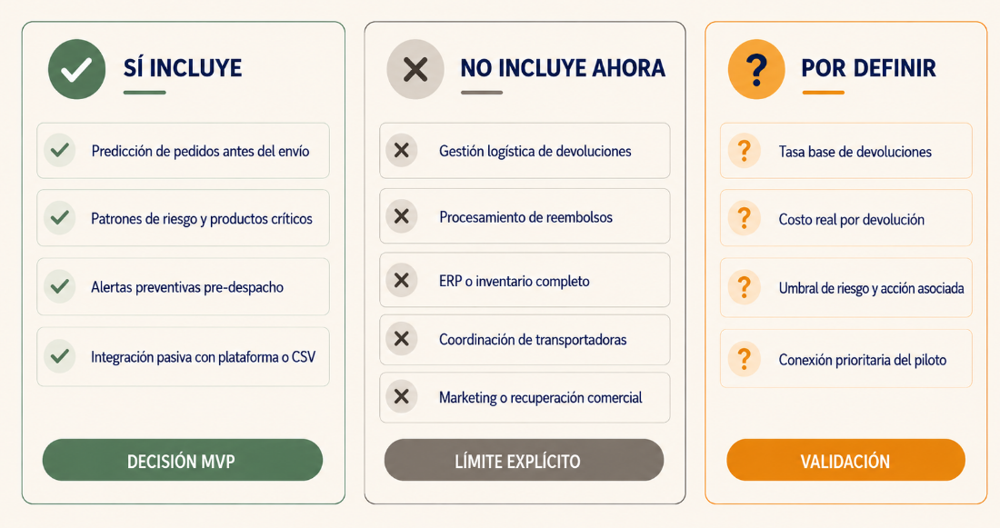 SÍ INCLUYE
Predicción de pedidos antes del envío
Patrones de riesgo y productos críticos
Alertas preventivas pre-despacho
Integración pasiva con plataforma o CSV
DECISIÓN MVP
NO INCLUYE AHORA
Gestión logística de devoluciones
Procesamiento de reembolsos
ERP o inventario completo
Coordinación de transportadoras
Marketing o recuperación comercial
LÍMITE EXPLÍCITO
POR DEFINIR
Tasa base de devoluciones
Costo real por devolución
Umbral de riesgo y acción asociada
Conexión prioritaria del piloto
VALIDACIÓN